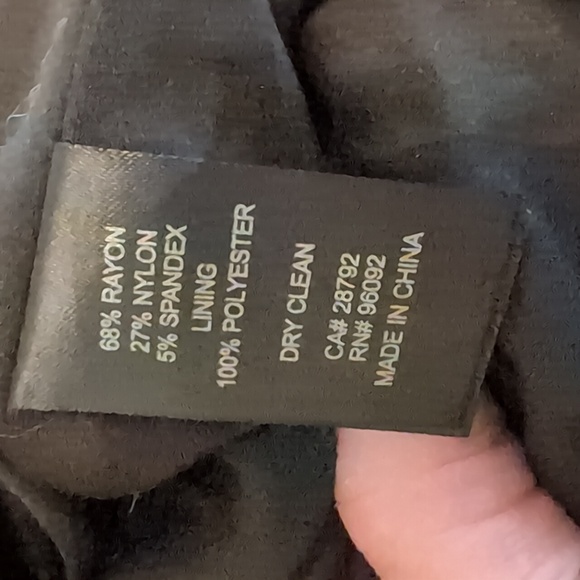 68% RAYON
27% NYLON
5% SPANDEX
LINING
100% POLYESTER
DRY CLEAN
CA# 28792
RN# 96092
MADE IN CHINA